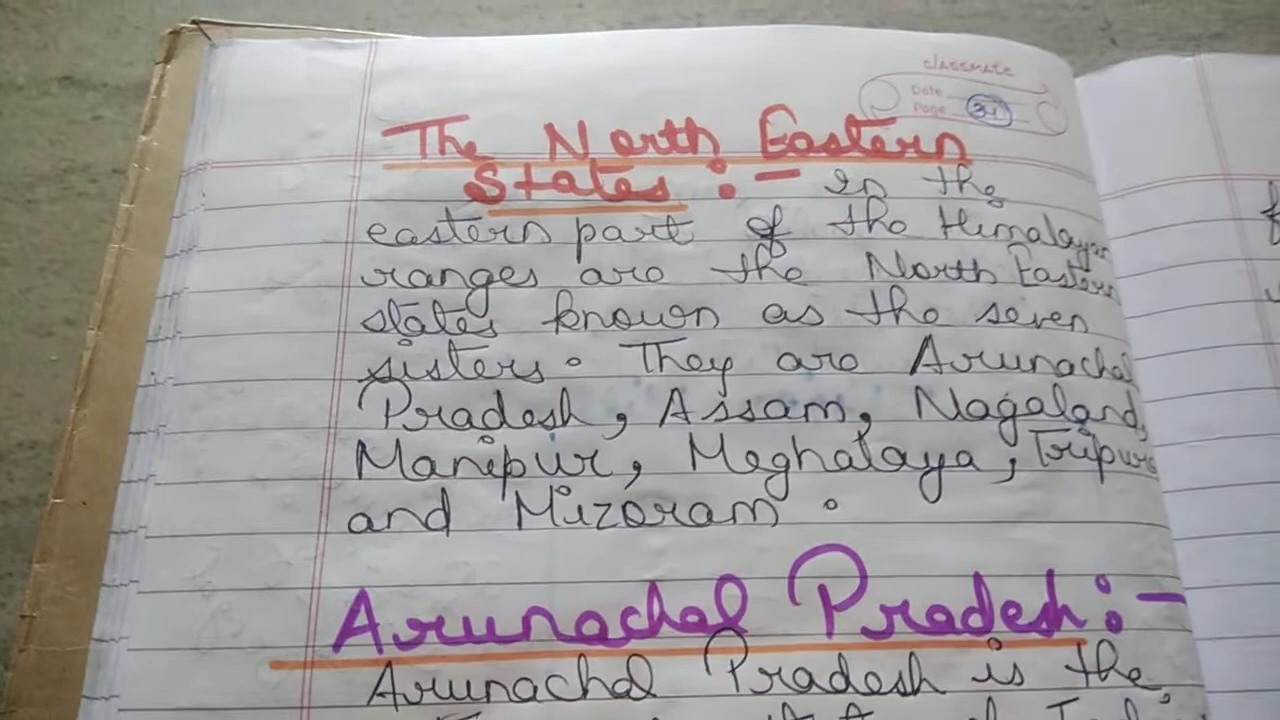 classmate
Date
Page 31
The North Eastern
States :- In the
eastern part of the Himalayan
ranges are the North Eastern
states known as the seven
sisters. They are Arunachal
Pradesh, Assam, Nagaland,
Manipur, Meghalaya, Tripura
and Mizoram.
Arunachal Pradesh :-
Arunachal Pradesh is the